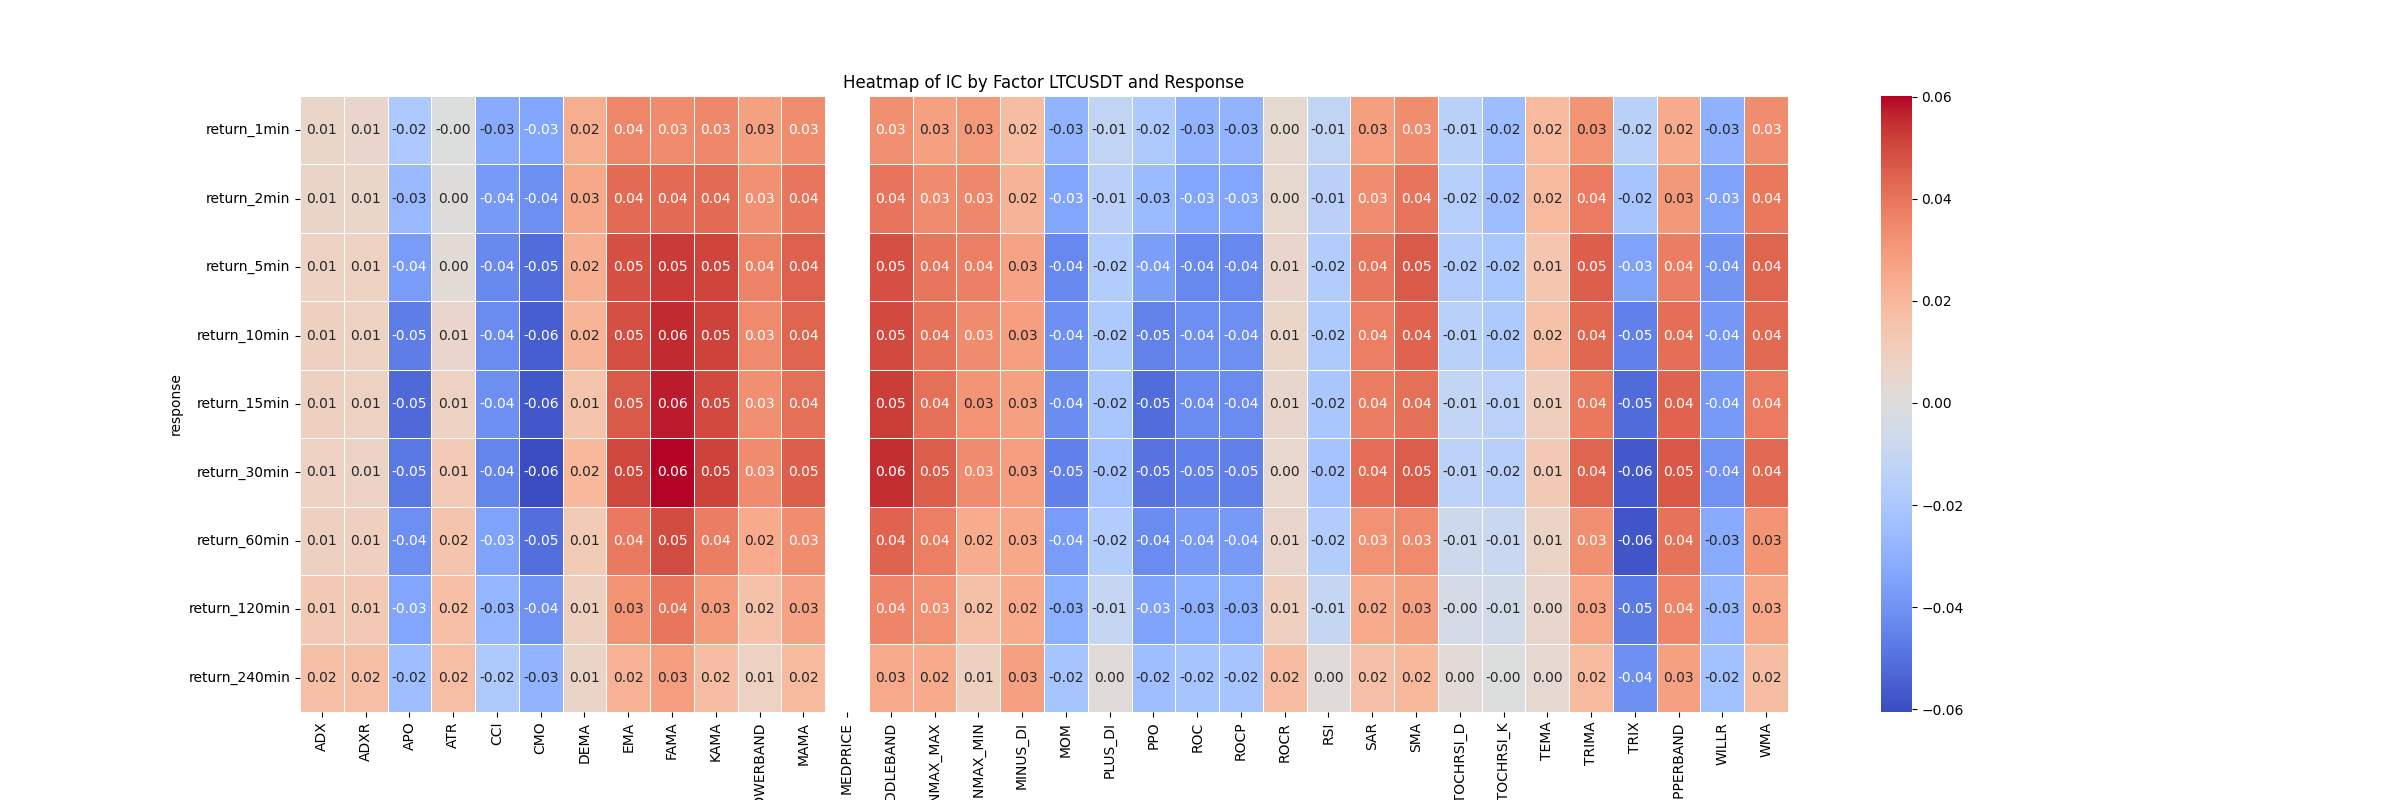 Heatmap of IC by Factor LTCUSDT and Response
return_1min 0.01 0.01 -0.02 -0.00 -0.03 -0.03 0.02 0.04 0.03 0.03 0.03 0.03 0.03 0.03 0.03 0.02 -0.03 -0.01 -0.02 -0.03 -0.03 0.00 -0.01 0.03 0.03 -0.01 -0.02 0.02 0.03 -0.02 0.02 -0.03 0.03
return_2min 0.01 0.01 -0.03 0.00 -0.04 -0.04 0.03 0.04 0.04 0.04 0.03 0.04 0.04 0.03 0.03 0.02 -0.03 -0.01 -0.03 -0.03 -0.03 0.00 -0.01 0.03 0.04 -0.02 -0.02 0.02 0.04 -0.02 0.03 -0.03 0.04
return_5min 0.01 0.01 -0.04 0.00 -0.04 -0.05 0.02 0.05 0.05 0.05 0.04 0.04 0.05 0.04 0.04 0.03 -0.04 -0.02 -0.04 -0.04 -0.04 0.01 -0.02 0.04 0.05 -0.02 -0.02 0.01 0.05 -0.03 0.04 -0.04 0.04
return_10min 0.01 0.01 -0.05 0.01 -0.04 -0.06 0.02 0.05 0.06 0.05 0.03 0.04 0.05 0.04 0.03 0.03 -0.04 -0.02 -0.05 -0.04 -0.04 0.01 -0.02 0.04 0.04 -0.01 -0.02 0.02 0.04 -0.05 0.04 -0.04 0.04
return_15min 0.01 0.01 -0.05 0.01 -0.04 -0.06 0.01 0.05 0.06 0.05 0.03 0.04 0.05 0.04 0.03 0.03 -0.04 -0.02 -0.05 -0.04 -0.04 0.01 -0.02 0.04 0.04 -0.01 -0.01 0.01 0.04 -0.05 0.04 -0.04 0.04
return_30min 0.01 0.01 -0.05 0.01 -0.04 -0.06 0.02 0.05 0.06 0.05 0.03 0.05 0.06 0.05 0.03 0.03 -0.05 -0.02 -0.05 -0.05 -0.05 0.00 -0.02 0.04 0.05 -0.01 -0.02 0.01 0.04 -0.06 0.05 -0.04 0.04
return_60min 0.01 0.01 -0.04 0.02 -0.03 -0.05 0.01 0.04 0.05 0.04 0.02 0.03 0.04 0.04 0.02 0.03 -0.04 -0.02 -0.04 -0.04 -0.04 0.01 -0.02 0.03 0.03 -0.01 -0.01 0.01 0.03 -0.06 0.04 -0.03 0.03
return_120min 0.01 0.01 -0.03 0.02 -0.03 -0.04 0.01 0.03 0.04 0.03 0.02 0.03 0.04 0.03 0.02 0.02 -0.03 -0.01 -0.03 -0.03 -0.03 0.01 -0.01 0.02 0.03 -0.00 -0.01 0.00 0.03 -0.05 0.04 -0.03 0.03
return_240min 0.02 0.02 -0.02 0.02 -0.02 -0.03 0.01 0.02 0.03 0.02 0.01 0.02 0.03 0.02 0.01 0.03 -0.02 0.00 -0.02 -0.02 -0.02 0.02 0.00 0.02 0.02 0.00 -0.00 0.00 0.02 -0.04 0.03 -0.02 0.02
response
ADX ADXR APO ATR CCI CMO DEMA EMA FAMA KAMA OWERBAND MAMA MEDPRICE DDLEBAND NMAX_MAX NMAX_MIN MINUS_DI MOM PLUS_DI PPO ROC ROCP ROCR RSI SAR SMA TOCHRSI_D TOCHRSI_K TEMA TRIMA TRIX PPERBAND WILLR WMA
0.06
0.04
0.02
0.00
−0.02
−0.04
−0.06